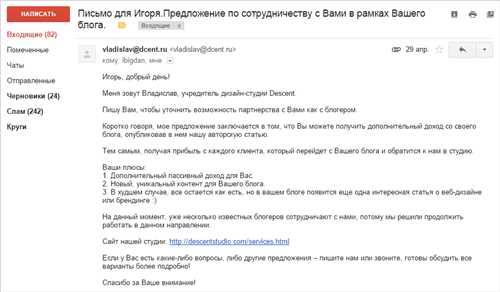 НАПИСАТЬ
Входящие (82)
Помеченные
Чаты
Отправленные
Черновики (24)
Спам (242)
Круги
Письмо для Игоря.Предложение по сотрудничеству с Вами в рамках Вашего
блога.
Входящие x
vladislav@dcent.ru <vladislav@dcent.ru>
29 апр.
кому: ibigdan, мне
Игорь, добрый день!
Меня зовут Владислав, учредитель дизайн-студии Descent.
Пишу Вам, чтобы уточнить возможность партнерства с Вами как с блогером.
Коротко говоря, мое предложение заключается в том, что Вы можете получить дополнительный доход со своего
блога, опубликовав в нем нашу авторскую статью.
Тем самым, получая прибыль с каждого клиента, который перейдет с Вашего блога и обратится к нам в студию.
Ваши плюсы:
1. Дополнительный пассивный доход для Вас.
2. Новый, уникальный контент для Вашего блога.
3. В худшем случае, все остается как есть, но в вашем блоге появится еще одна интересная статья о веб-дизайне
или брендинге :)
На данный момент, уже несколько известных блогеров сотрудничают с нами, потому мы решили продолжить
работать в данном направлении.
Сайт нашей студии: http://descentstudio.com/services.html
Если у Вас есть какие-либо вопросы, либо другие предложения – пишите нам или звоните, готовы обсудить все
варианты более подробно!
Спасибо за Ваше внимание!